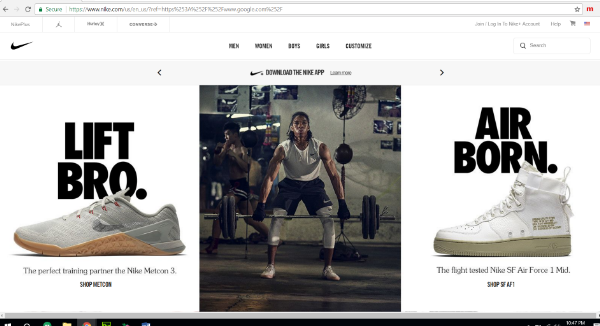 Secure https://www.nike.com/us/en_us/?ref=https%253A%252F%252Fwww.google.com%252F
NikePlus Hurley CONVERSE Join / Log In To Nike+ Account Help
MEN WOMEN BOYS GIRLS CUSTOMIZE Search
DOWNLOAD THE NIKE APP Learn more
LIFT
BRO.
The perfect training partner the Nike Metcon 3.
SHOP METCON
AIR
BORN.
The flight tested Nike SF Air Force 1 Mid.
SHOP SF AF1
10:47 PM